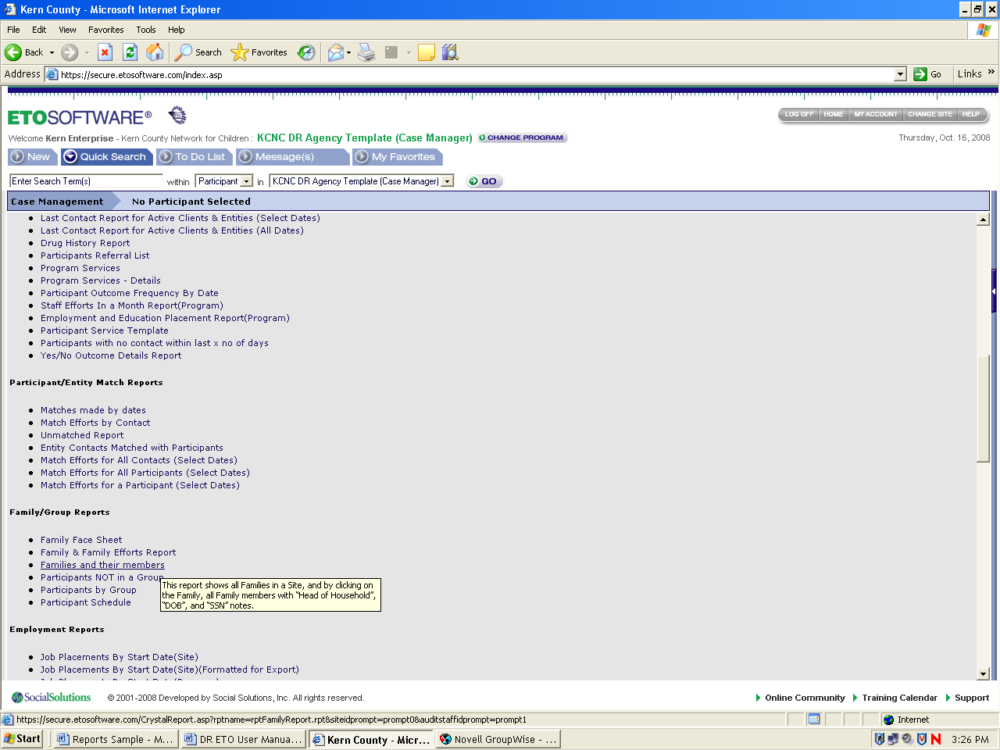 Kern County - Microsoft Internet Explorer
File Edit View Favorites Tools Help
Back Search Favorites
Address https://secure.etosoftware.com/index.asp Go Links »
ETOSOFTWARE®
LOG OFF HOME MY ACCOUNT CHANGE SITE HELP
Welcome Kern Enterprise - Kern County Network for Children : KCNC DR Agency Template (Case Manager) CHANGE PROGRAM Thursday, Oct. 16, 2008
New Quick Search To Do List Message(s) My Favorites
Enter Search Term(s) within Participant in KCNC DR Agency Template (Case Manager) GO
Case Management No Participant Selected
Last Contact Report for Active Clients & Entities (Select Dates)
Last Contact Report for Active Clients & Entities (All Dates)
Drug History Report
Participants Referral List
Program Services
Program Services - Details
Participant Outcome Frequency By Date
Staff Efforts In a Month Report(Program)
Employment and Education Placement Report(Program)
Participant Service Template
Participants with no contact within last x no of days
Yes/No Outcome Details Report
Participant/Entity Match Reports
Matches made by dates
Match Efforts by Contact
Unmatched Report
Entity Contacts Matched with Participants
Match Efforts for All Contacts (Select Dates)
Match Efforts for All Participants (Select Dates)
Match Efforts for a Participant (Select Dates)
Family/Group Reports
Family Face Sheet
Family & Family Efforts Report
Families and their members
Participants NOT in a Group
Participants by Group
Participant Schedule
This report shows all Families in a Site, and by clicking on
the Family, all Family members with "Head of Household",
"DOB", and "SSN" notes.
Employment Reports
Job Placements By Start Date(Site)
Job Placements By Start Date(Site)(Formatted for Export)
SocialSolutions © 2001-2008 Developed by Social Solutions, Inc. All rights reserved. Online Community Training Calendar Support
https://secure.etosoftware.com/CrystalReport.asp?rptname=rptFamilyReport.rpt&siteidprompt=prompt0&auditstaffidprompt=prompt1 Internet
Start Reports Sample - M... DR ETO User Manua... Kern County - Micr... Novell GroupWise - ... 3:26 PM